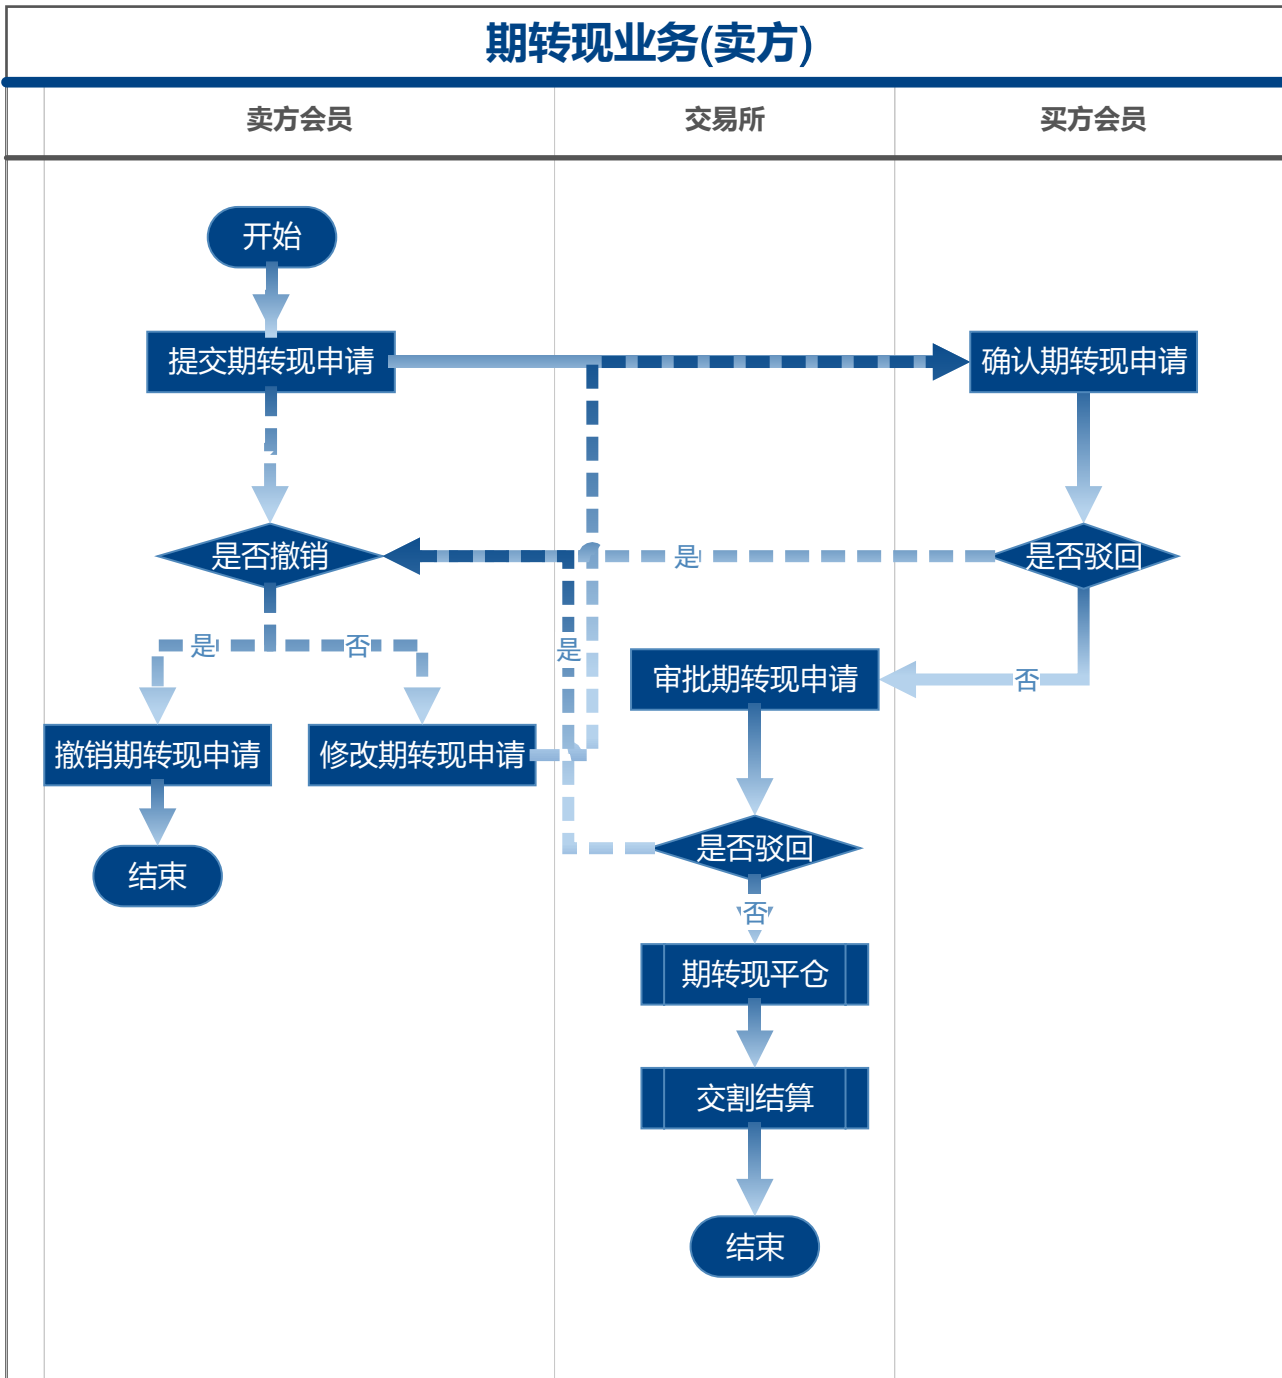 期转现业务(卖方)
卖方会员
交易所
买方会员
开始
提交期转现申请
确认期转现申请
是否撤销
是
是否驳回
是
否
是
审批期转现申请
否
撤销期转现申请
修改期转现申请
结束
是否驳回
否
期转现平仓
交割结算
结束